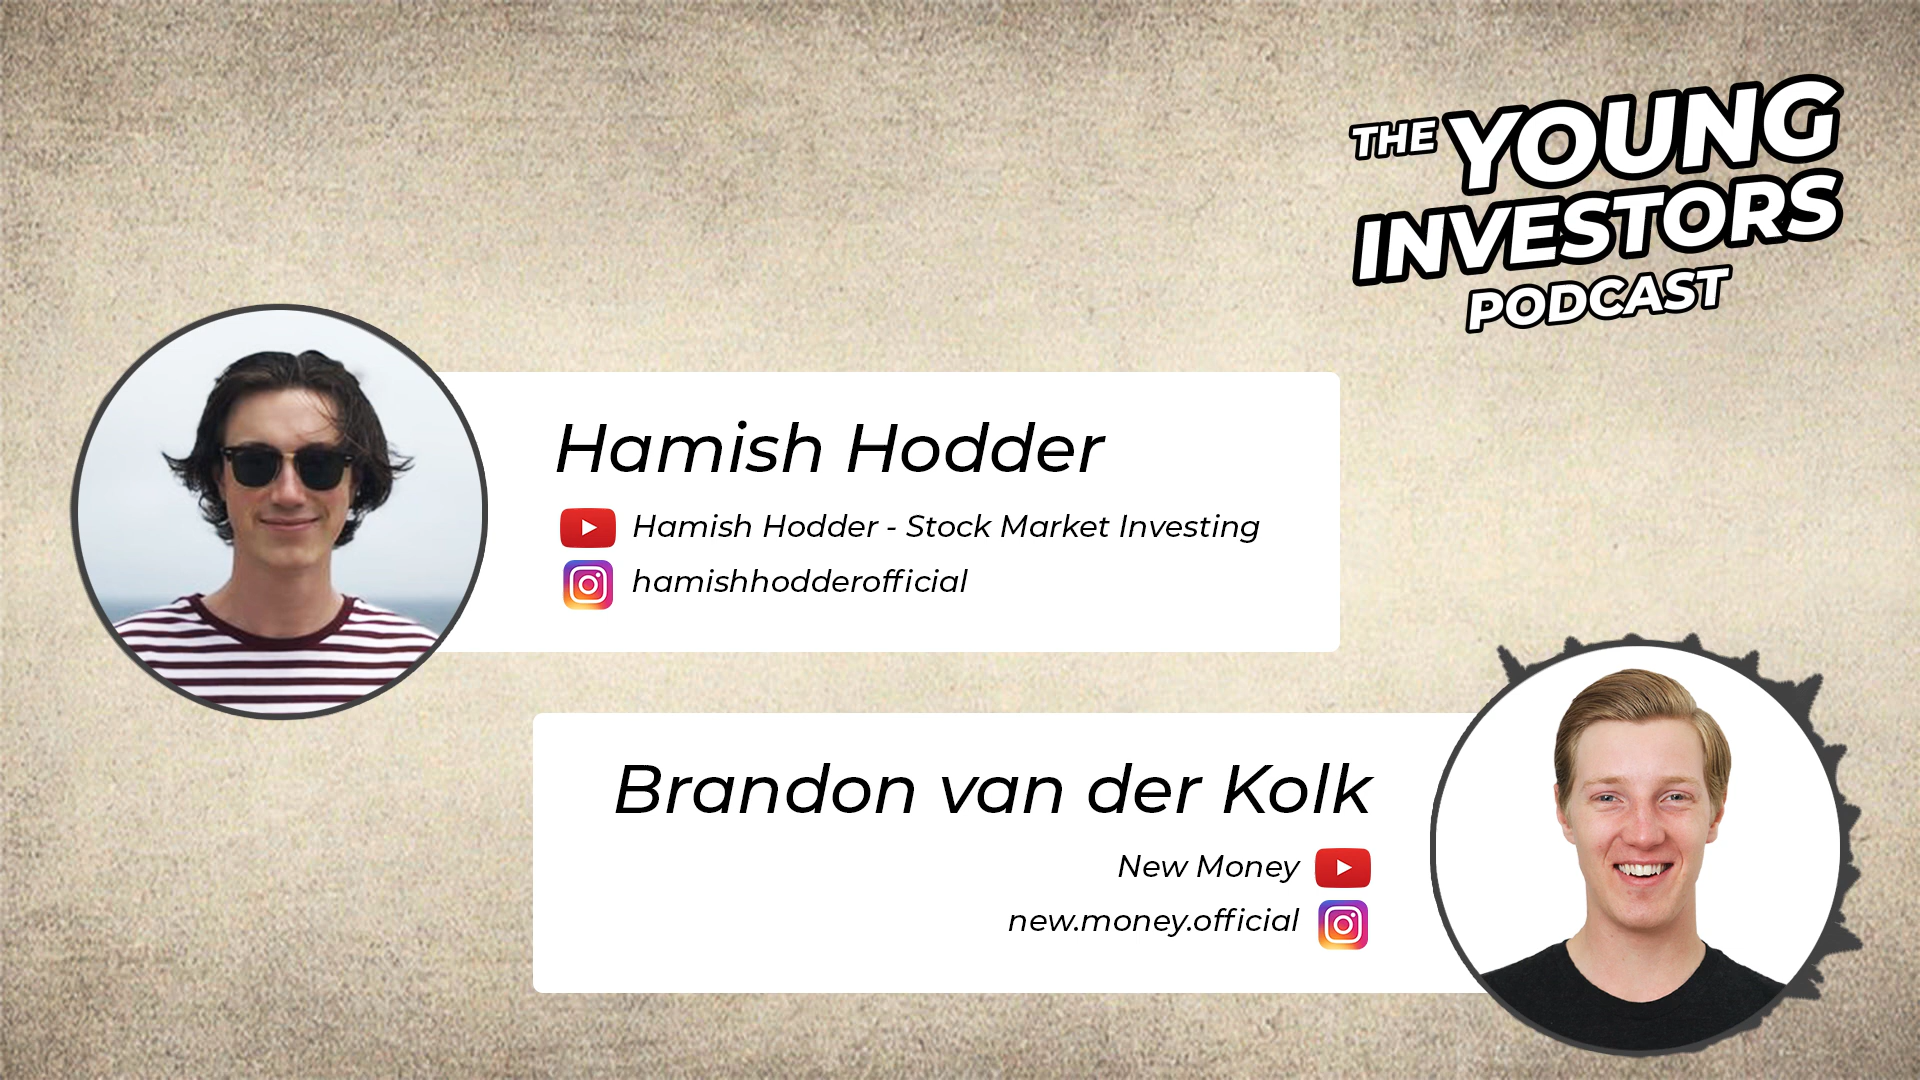 THE YOUNG
INVESTORS
PODCAST
Hamish Hodder
Hamish Hodder - Stock Market Investing
hamishhodderofficial
Brandon van der Kolk
New Money
new.money.official